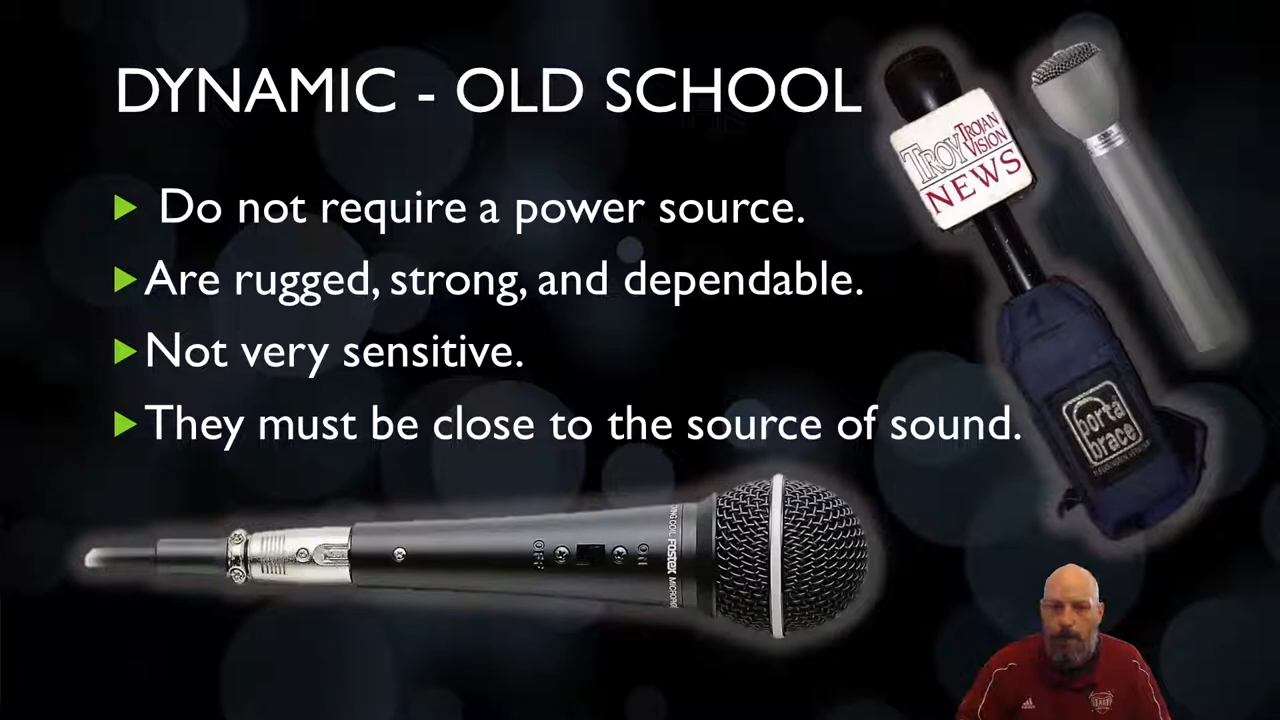 DYNAMIC - OLD SCHOOL
Do not require a power source.
Are rugged, strong, and dependable.
Not very sensitive.
They must be close to the source of sound.
TROY TROJAN VISION
NEWS
porta
brace
OFF
FOSTEX